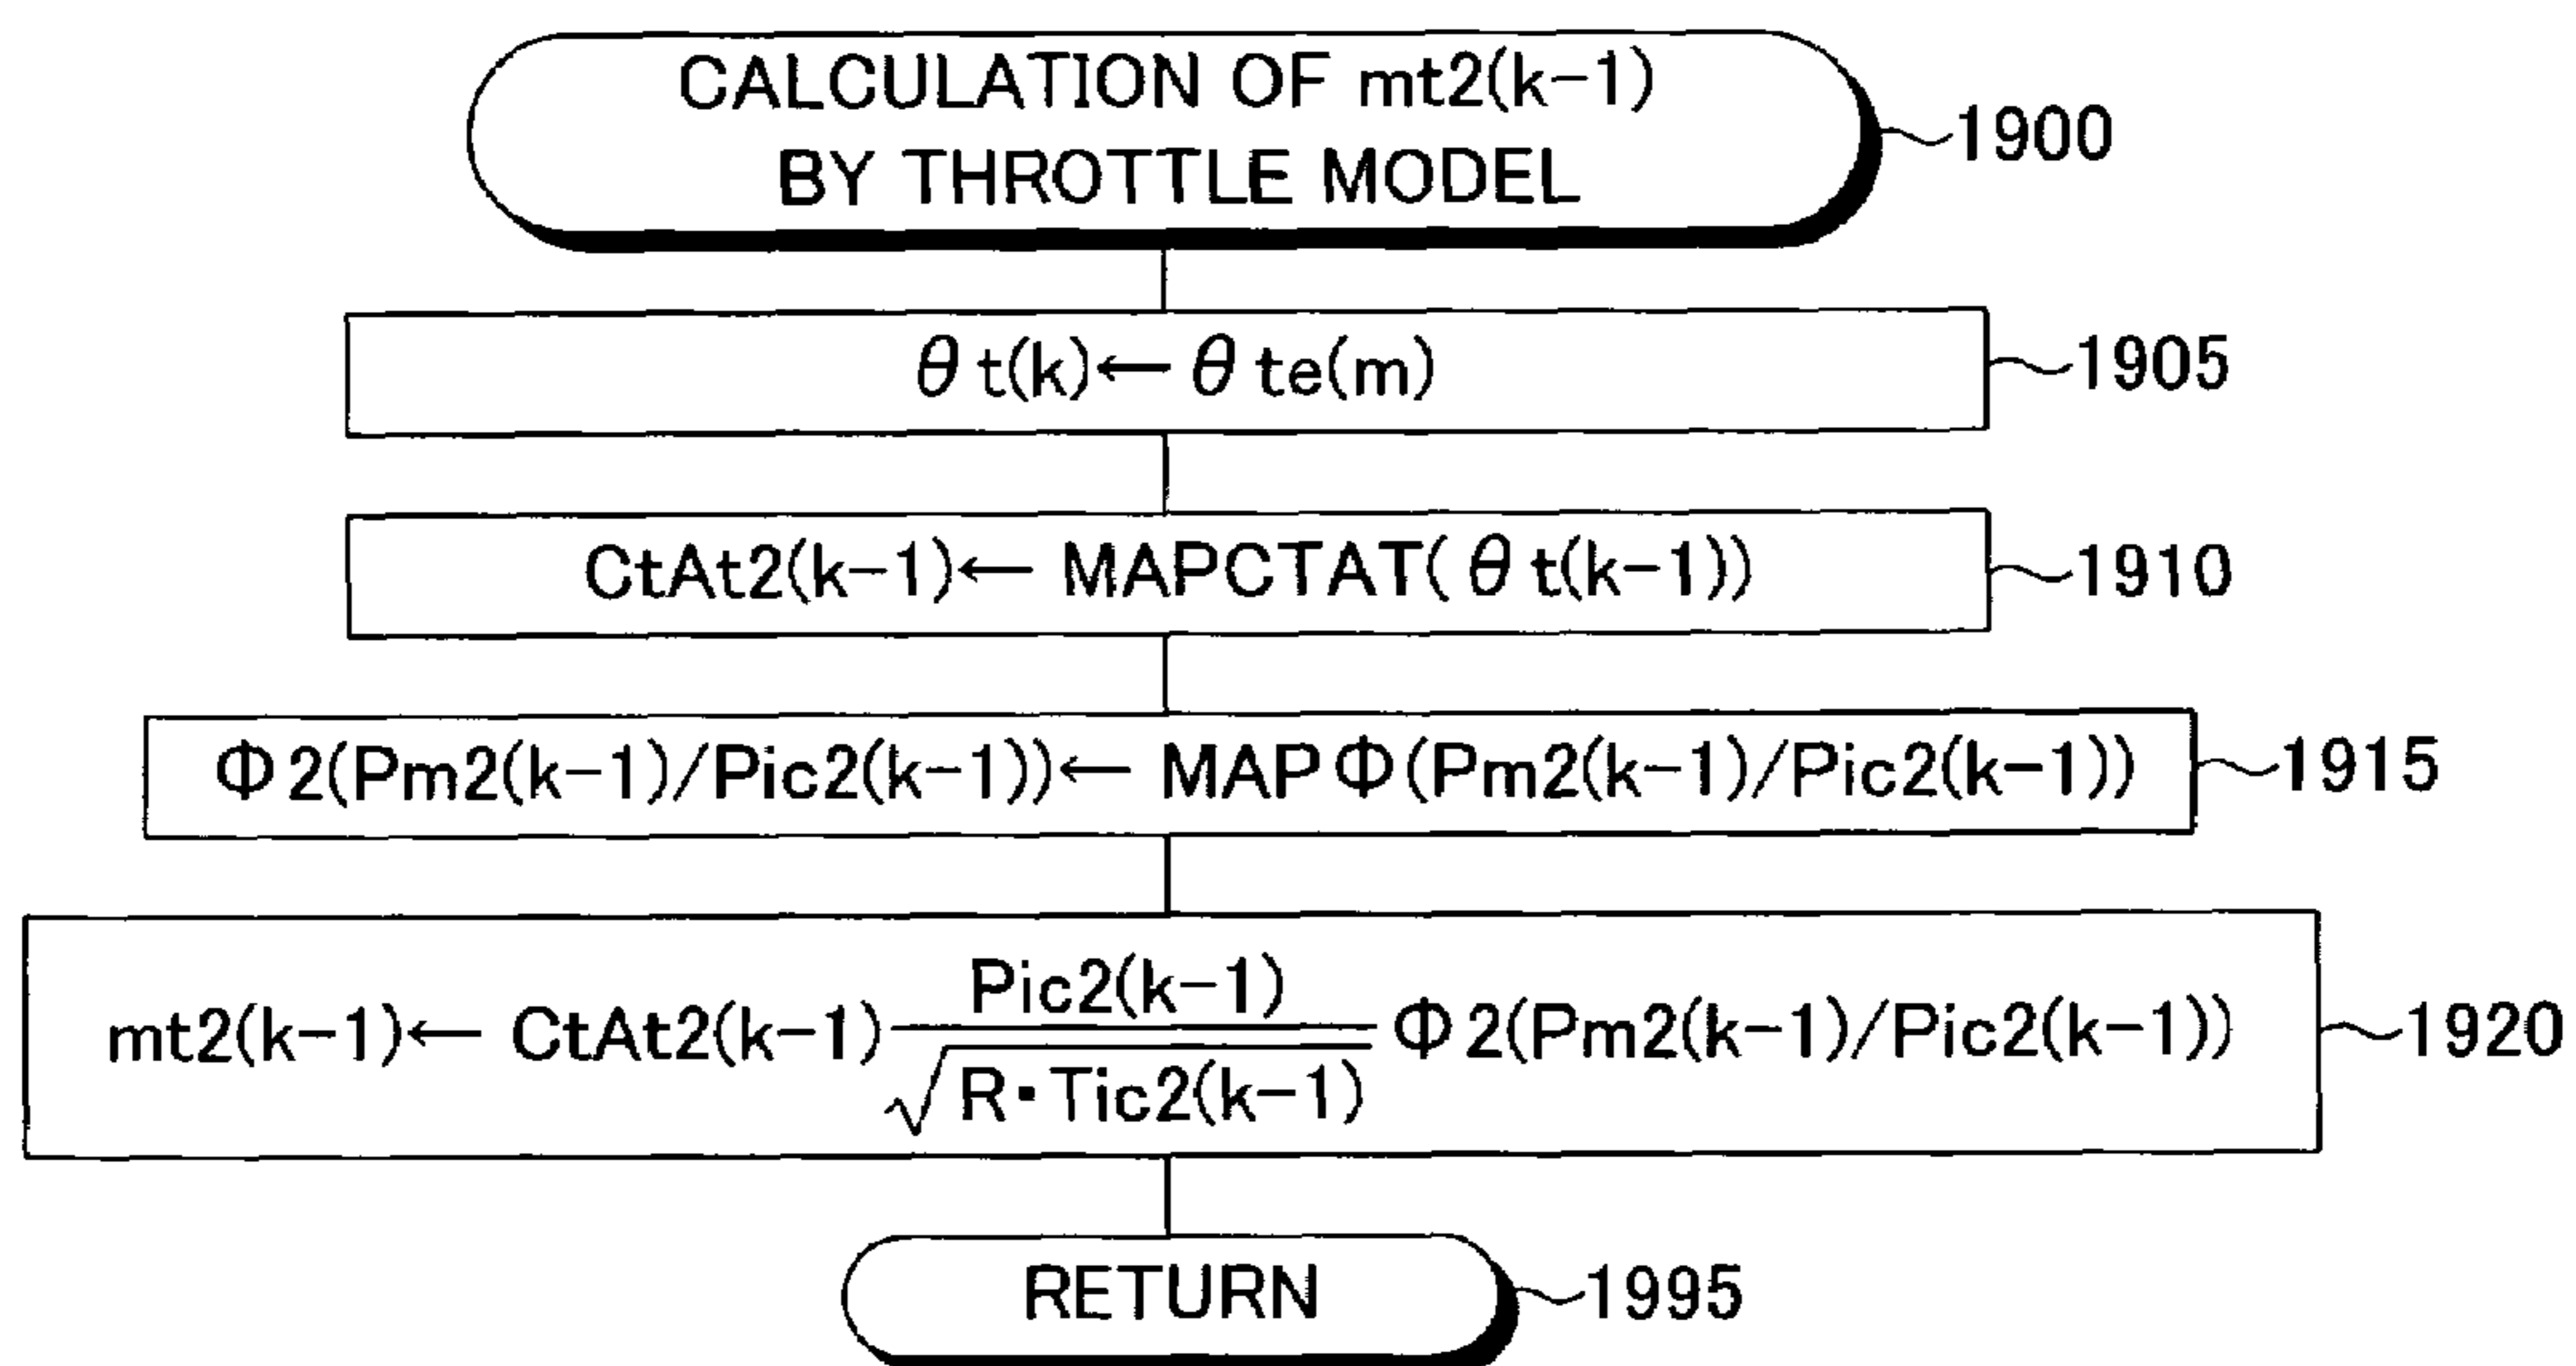 CALCULATION OF mt2(k-1)
BY THROTTLE MODEL
1900
θt(k)← θte(m)
1905
CtAt2(k-1)← MAPCTAT(θt(k-1))
1910
Φ2(Pm2(k-1)/Pic2(k-1))← MAPΦ(Pm2(k-1)/Pic2(k-1))
1915
mt2(k-1)← CtAt2(k-1) Pic2(k-1) / √R·Tic2(k-1) Φ2(Pm2(k-1)/Pic2(k-1))
1920
RETURN
1995